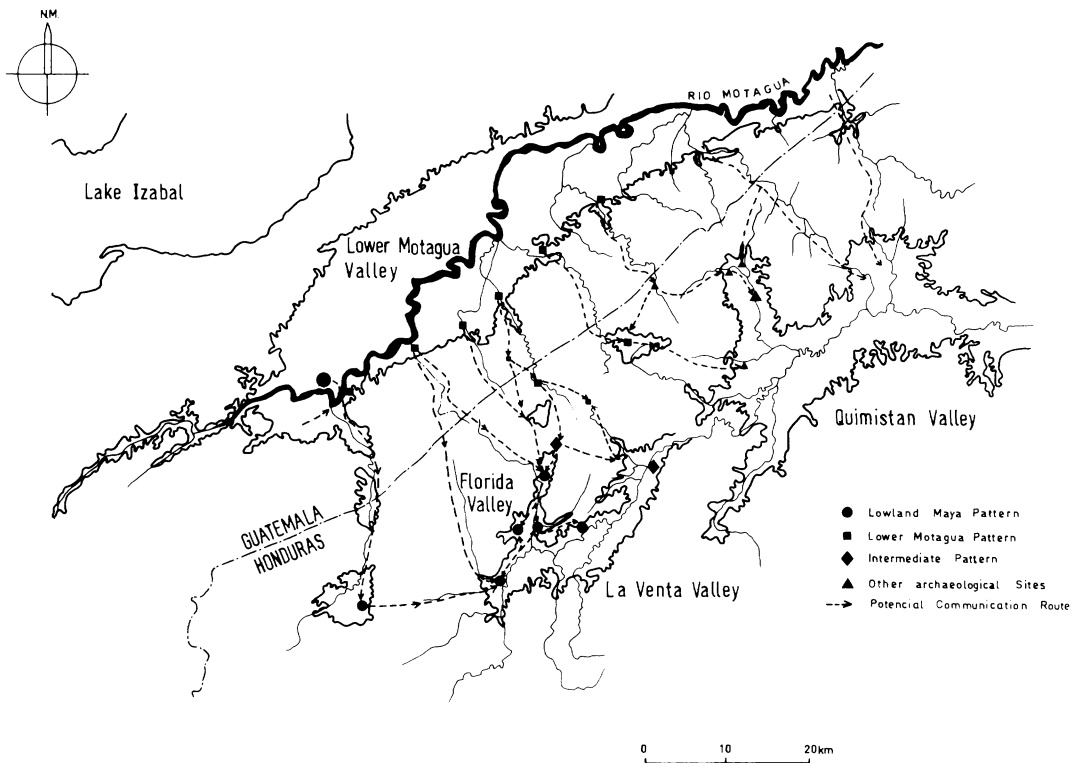 N.M.
RIO MOTAGUA
Lake Izabal
Lower Motagua
Valley
Quimistan Valley
Florida
Valley
GUATEMALA
HONDURAS
La Venta Valley
Lowland Maya Pattern
Lower Motagua Pattern
Intermediate Pattern
Other archaeological Sites
Potencial Communication Route
0 10 20km